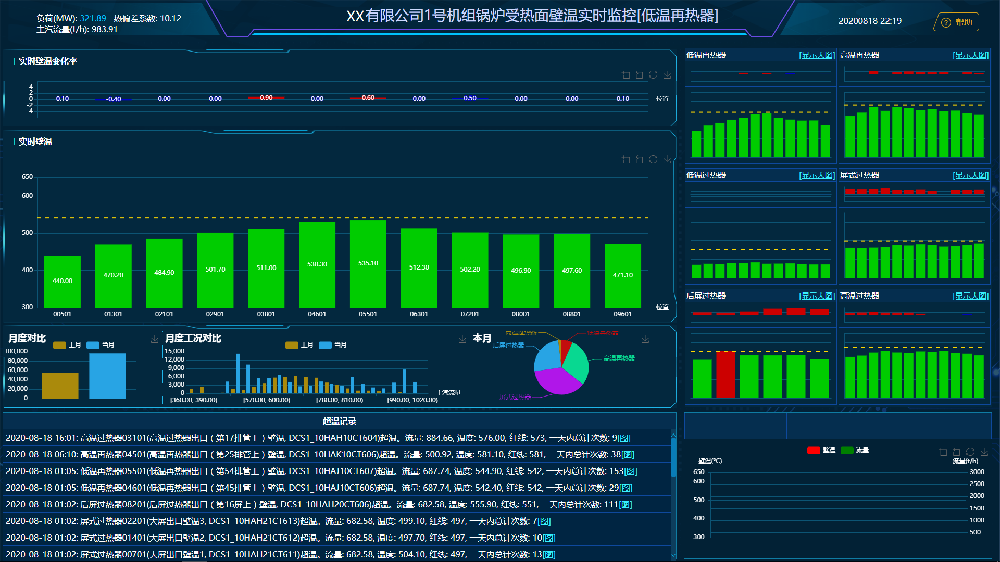 负荷(MW): 321.89 热偏差系数: 10.12
主汽流量(t/h): 983.91
XX有限公司1号机组锅炉受热面壁温实时监控[低温再热器]
20200818 22:19
帮助
实时壁温变化率
4
2
0
-2
-4
0.10 -0.40 0.00 0.00 0.90 0.00 0.60 0.00 0.50 0.00 0.00 0.10
位置
实时壁温
650
600
500
400
300
440.00 470.20 484.90 501.70 511.00 530.30 535.10 512.30 502.20 496.90 497.60 471.10
00501 01301 02101 02901 03801 04601 05501 06301 07201 08001 08801 09601
位置
低温再热器 [显示大图]
高温再热器 [显示大图]
低温过热器 [显示大图]
屏式过热器 [显示大图]
后屏过热器 [显示大图]
高温过热器 [显示大图]
月度对比
上月 当月
100,000
80,000
60,000
40,000
20,000
0
月度工况对比
上月 当月
15,000
12,000
9,000
6,000
3,000
0
[360.00, 390.00) [570.00, 600.00) [780.00, 810.00) [990.00, 1020.00)
主汽流量
本月
高温过热器
低温再热器
后屏过热器
高温再热器
屏式过热器
超温记录
2020-08-18 16:01: 高温过热器03101(高温过热器出口（第17排管上）壁温, DCS1_10HAH10CT604)超温。流量: 884.66, 温度: 576.00, 红线: 573, 一天内总计次数: 9[图]
2020-08-18 06:10: 高温再热器04501(高温再热器出口（第25排管上）壁温, DCS1_10HAK10CT606)超温。流量: 500.92, 温度: 581.10, 红线: 581, 一天内总计次数: 38[图]
2020-08-18 01:05: 低温再热器05501(低温再热器出口（第54排管上）壁温, DCS1_10HAJ10CT607)超温。流量: 687.74, 温度: 544.90, 红线: 542, 一天内总计次数: 153[图]
2020-08-18 01:05: 低温再热器04601(低温再热器出口（第45排管上）壁温, DCS1_10HAJ10CT606)超温。流量: 687.74, 温度: 542.40, 红线: 542, 一天内总计次数: 29[图]
2020-08-18 01:02: 后屏过热器08201(后屏过热器出口（第16屏上）壁温, DCS1_10HAH20CT606)超温。流量: 682.58, 温度: 555.90, 红线: 551, 一天内总计次数: 111[图]
2020-08-18 01:02: 屏式过热器02201(大屏出口壁温3, DCS1_10HAH21CT613)超温。流量: 682.58, 温度: 499.10, 红线: 497, 一天内总计次数: 7[图]
2020-08-18 01:02: 屏式过热器01401(大屏出口壁温2, DCS1_10HAH21CT612)超温。流量: 682.58, 温度: 497.70, 红线: 497, 一天内总计次数: 10[图]
2020-08-18 01:02: 屏式过热器00701(大屏出口壁温1, DCS1_10HAH21CT611)超温。流量: 682.58, 温度: 504.10, 红线: 497, 一天内总计次数: 13[图]
壁温 流量
壁温(℃)
流量(t/h)
650
600
500
400
300
3000
2500
2000
1500
1000
500